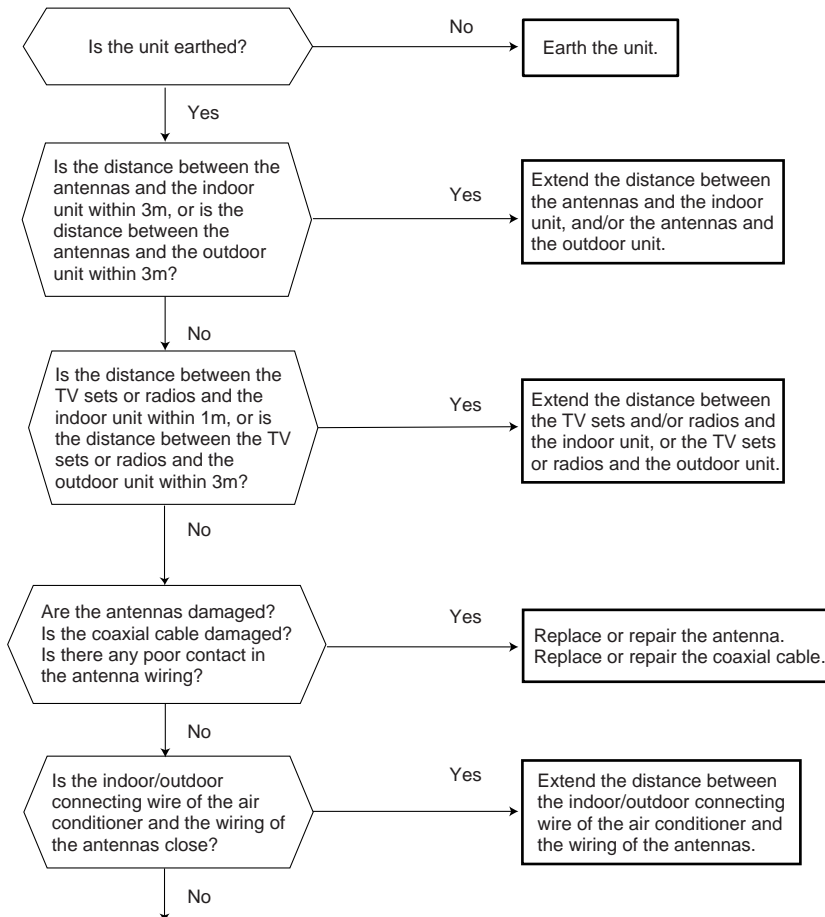 Is the unit earthed?
No
Earth the unit.
Yes
Is the distance between the
antennas and the indoor
unit within 3m, or is the
distance between the
antennas and the outdoor
unit within 3m?
Yes
Extend the distance between
the antennas and the indoor
unit, and/or the antennas and
the outdoor unit.
No
Is the distance between the
TV sets or radios and the
indoor unit within 1m, or is
the distance between the TV
sets or radios and the
outdoor unit within 3m?
Yes
Extend the distance between
the TV sets and/or radios and
the indoor unit, or the TV sets
or radios and the outdoor unit.
No
Are the antennas damaged?
Is the coaxial cable damaged?
Is there any poor contact in
the antenna wiring?
Yes
Replace or repair the antenna.
Replace or repair the coaxial cable.
No
Is the indoor/outdoor
connecting wire of the air
conditioner and the wiring of
the antennas close?
Yes
Extend the distance between
the indoor/outdoor connecting
wire of the air conditioner and
the wiring of the antennas.
No